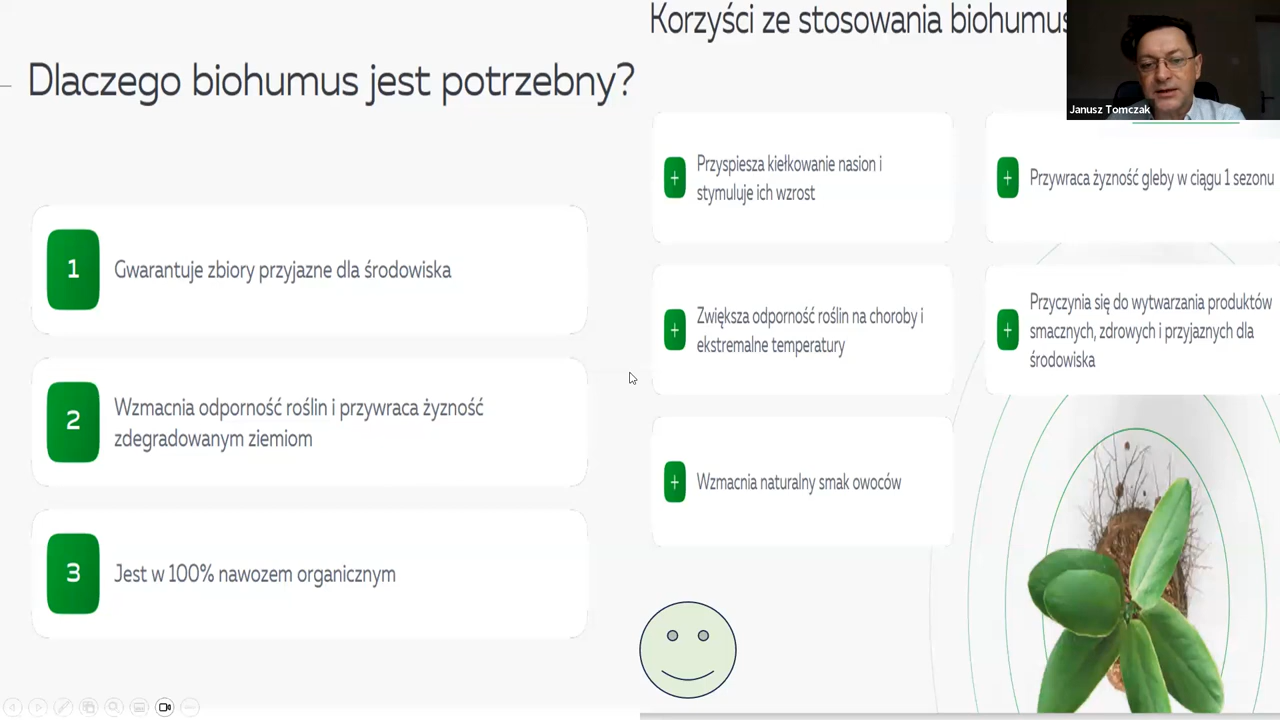 Dlaczego biohumus jest potrzebny?
1
Gwarantuje zbiory przyjazne dla środowiska
2
Wzmacnia odporność roślin i przywraca żyzność
zdegradowanym ziemiom
3
Jest w 100% nawozem organicznym
Korzyści ze stosowania biohumus
Janusz Tomczak
+
Przyspiesza kiełkowanie nasion i
stymuluje ich wzrost
+
Przywraca żyzność gleby w ciągu 1 sezonu
+
Zwiększa odporność roślin na choroby i
ekstremalne temperatury
+
Przyczynia się do wytwarzania produktów
smacznych, zdrowych i przyjaznych dla
środowiska
+
Wzmacnia naturalny smak owoców